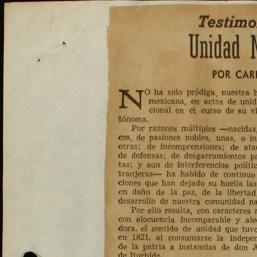 Testimo
Unidad N
POR CAR
NO ha sido pródiga, nuestra h
mexicana, en actos de unid
cional en el curso de su vi
tónoma.
Por razones múltiples —nacidas
ces, de pasiones nobles, unas, o in
otras; de incomprensiones; de atac
de defensas; de desgarramientos pa
tas; y aun de interferencias polític
tranjeras— ha habido de continuo
ciones que han dejado su huella las
en daño de la paz, de la libertad
desarrollo de nuestra comunidad na
Por ello resalta, con caracteres n
con elocuencia incomparable y ale
dora, el sentido de unidad que tuvo
en 1821, al consumarse la indepen
de la patria a instancias de don A
de Iturbide.